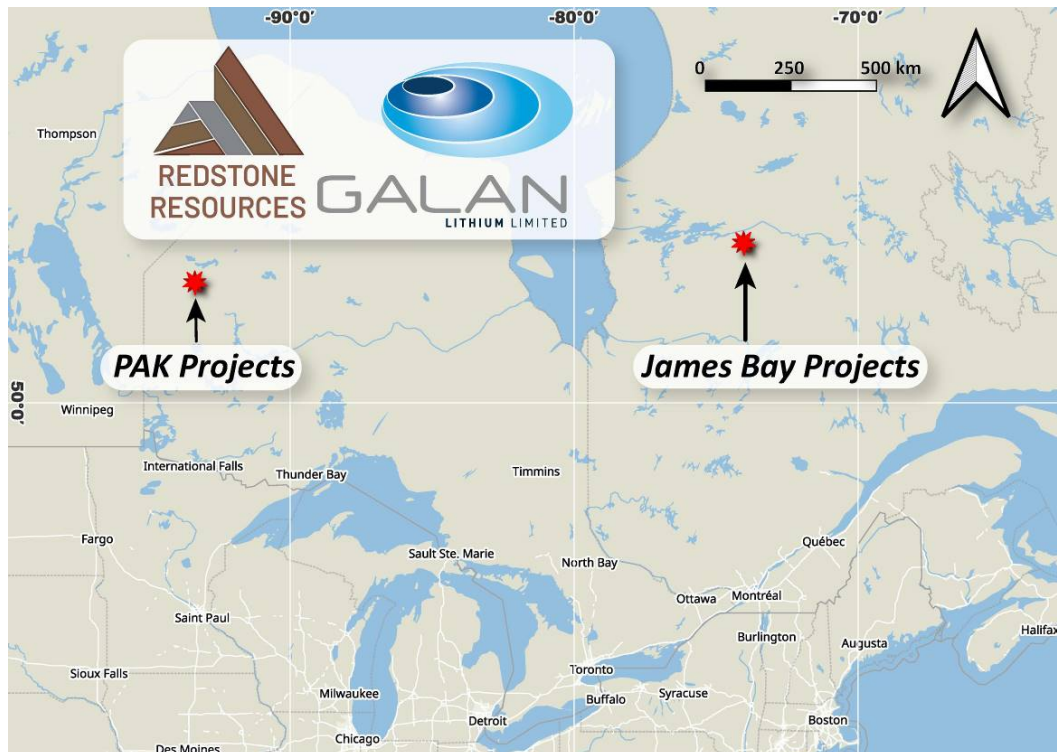 -90°0'
-80°0'
-70°0'
0 250 500 km
Thompson
REDSTONE
RESOURCES
GALAN
LITHIUM LIMITED
PAK Projects
James Bay Projects
50°0'
Winnipeg
International Falls
Thunder Bay
Timmins
Fargo
Sault Ste. Marie
North Bay
Québec
Ottawa
Montréal
Saint Paul
Burlington
Augusta
Halifax
Sioux Falls
Toronto
Milwaukee
Buffalo
Syracuse
Detroit
Boston
Chicago
Des Moines